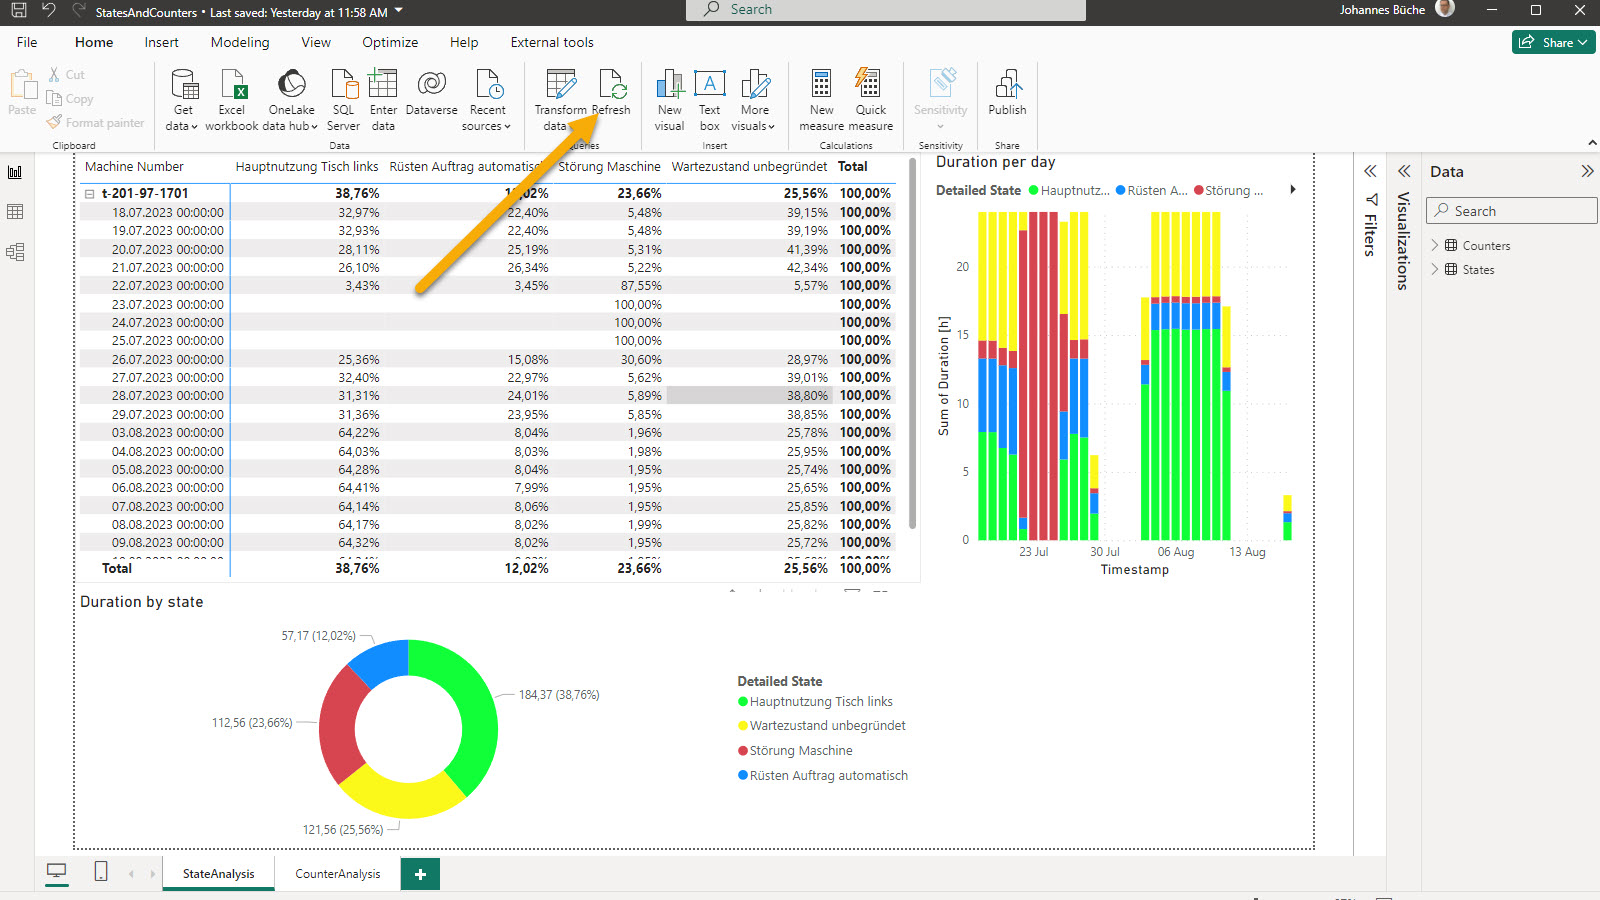 StatesAndCounters • Last saved: Yesterday at 11:58 AM
Search
Johannes Büche
File Home Insert Modeling View Optimize Help External tools
Share
Paste
Cut
Copy
Format painter
Clipboard
Get data
Excel workbook
OneLake data hub
SQL Server
Enter data
Dataverse
Recent sources
Data
Transform data
Refresh
New visual
Text box
More visuals
Insert
New measure
Quick measure
Calculations
Sensitivity
Sensitivity
Publish
Share
Machine Number Hauptnutzung Tisch links Störung Maschine Wartezustand unbegründet Total
t-201-97-1701 38,76% 23,66% 25,56% 100,00%
18.07.2023 00:00:00 32,97% 22,40% 5,48% 39,15% 100,00%
19.07.2023 00:00:00 32,93% 22,40% 5,48% 39,19% 100,00%
20.07.2023 00:00:00 28,11% 25,19% 5,31% 41,39% 100,00%
21.07.2023 00:00:00 26,10% 26,34% 5,22% 42,34% 100,00%
22.07.2023 00:00:00 3,43% 3,45% 87,55% 5,57% 100,00%
23.07.2023 00:00:00 100,00% 100,00%
24.07.2023 00:00:00 100,00% 100,00%
25.07.2023 00:00:00 100,00% 100,00%
26.07.2023 00:00:00 25,36% 15,08% 30,60% 28,97% 100,00%
27.07.2023 00:00:00 32,40% 22,97% 5,62% 39,01% 100,00%
28.07.2023 00:00:00 31,31% 24,01% 5,89% 38,80% 100,00%
29.07.2023 00:00:00 31,36% 23,95% 5,85% 38,85% 100,00%
03.08.2023 00:00:00 64,22% 8,04% 1,96% 25,78% 100,00%
04.08.2023 00:00:00 64,03% 8,03% 1,98% 25,95% 100,00%
05.08.2023 00:00:00 64,28% 8,04% 1,95% 25,74% 100,00%
06.08.2023 00:00:00 64,41% 7,99% 1,95% 25,65% 100,00%
07.08.2023 00:00:00 64,14% 8,06% 1,95% 25,85% 100,00%
08.08.2023 00:00:00 64,17% 8,02% 1,99% 25,82% 100,00%
09.08.2023 00:00:00 64,32% 8,02% 1,95% 25,72% 100,00%
Total 38,76% 12,02% 23,66% 25,56% 100,00%
Duration per day
Detailed State Hauptnutz... Rüsten A... Störung ...
20
15
10
5
0
Sum of Duration [h]
23 Jul 30 Jul 06 Aug 13 Aug
Timestamp
Filters
Visualizations
Data
Search
Counters
States
Duration by state
57,17 (12,02%)
184,37 (38,76%)
112,56 (23,66%)
121,56 (25,56%)
Detailed State
Hauptnutzung Tisch links
Wartezustand unbegründet
Störung Maschine
Rüsten Auftrag automatisch
StateAnalysis CounterAnalysis +